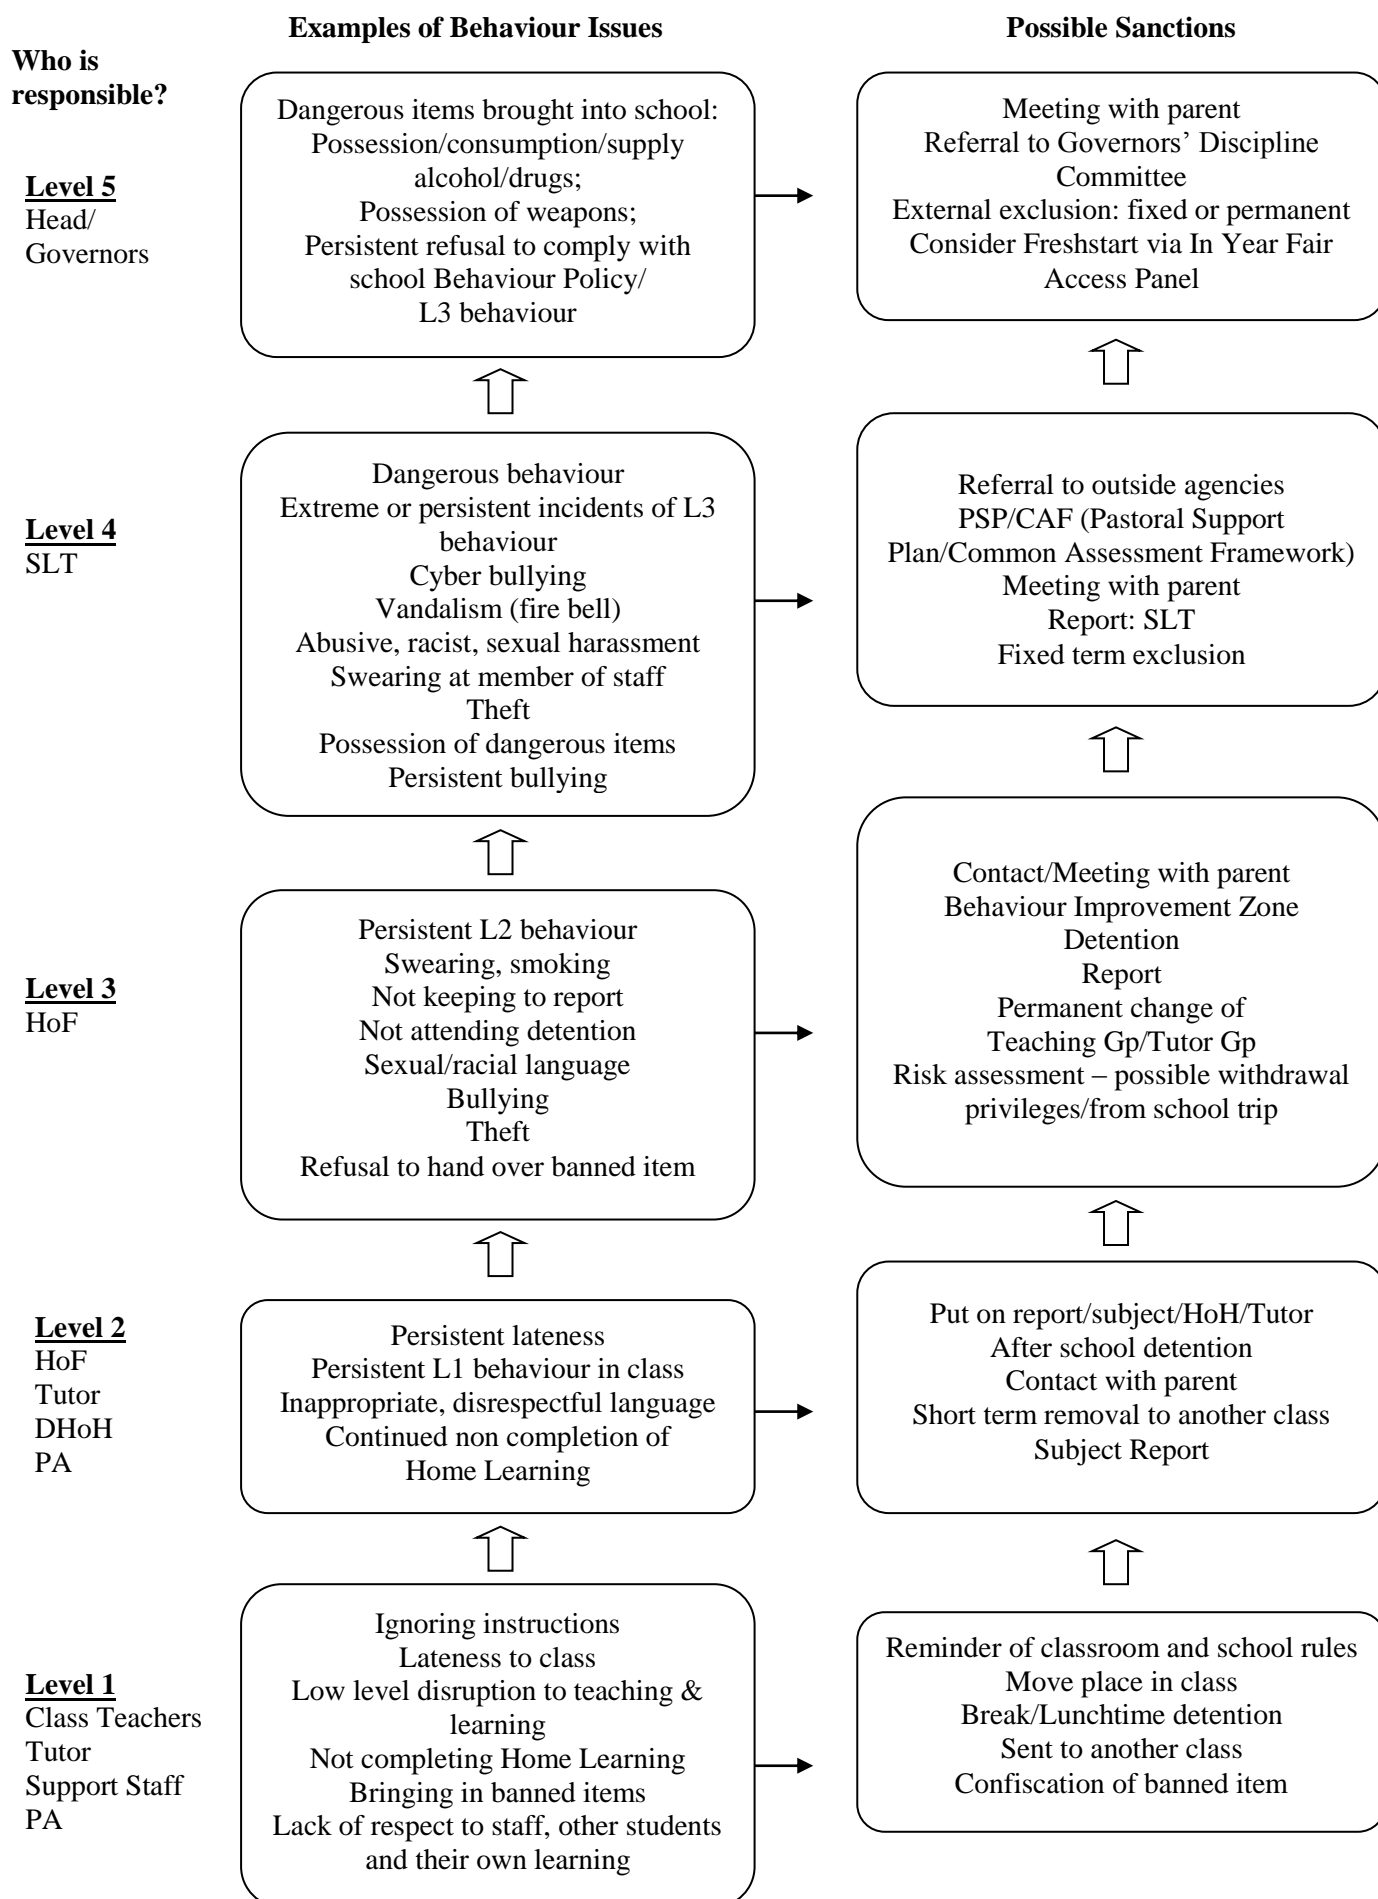 Examples of Behaviour Issues
Possible Sanctions
Who is
responsible?
Level 5
Head/
Governors
Dangerous items brought into school:
Possession/consumption/supply
alcohol/drugs;
Possession of weapons;
Persistent refusal to comply with
school Behaviour Policy/
L3 behaviour
Meeting with parent
Referral to Governors’ Discipline
Committee
External exclusion: fixed or permanent
Consider Freshstart via In Year Fair
Access Panel
Level 4
SLT
Dangerous behaviour
Extreme or persistent incidents of L3
behaviour
Cyber bullying
Vandalism (fire bell)
Abusive, racist, sexual harassment
Swearing at member of staff
Theft
Possession of dangerous items
Persistent bullying
Referral to outside agencies
PSP/CAF (Pastoral Support
Plan/Common Assessment Framework)
Meeting with parent
Report: SLT
Fixed term exclusion
Level 3
HoF
Persistent L2 behaviour
Swearing, smoking
Not keeping to report
Not attending detention
Sexual/racial language
Bullying
Theft
Refusal to hand over banned item
Contact/Meeting with parent
Behaviour Improvement Zone
Detention
Report
Permanent change of
Teaching Gp/Tutor Gp
Risk assessment – possible withdrawal
privileges/from school trip
Level 2
HoF
Tutor
DHoH
PA
Persistent lateness
Persistent L1 behaviour in class
Inappropriate, disrespectful language
Continued non completion of
Home Learning
Put on report/subject/HoH/Tutor
After school detention
Contact with parent
Short term removal to another class
Subject Report
Level 1
Class Teachers
Tutor
Support Staff
PA
Ignoring instructions
Lateness to class
Low level disruption to teaching &
learning
Not completing Home Learning
Bringing in banned items
Lack of respect to staff, other students
and their own learning
Reminder of classroom and school rules
Move place in class
Break/Lunchtime detention
Sent to another class
Confiscation of banned item